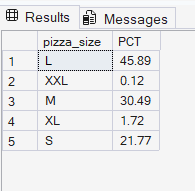 Results Messages
pizza_size PCT
1 L 45.89
2 XXL 0.12
3 M 30.49
4 XL 1.72
5 S 21.77